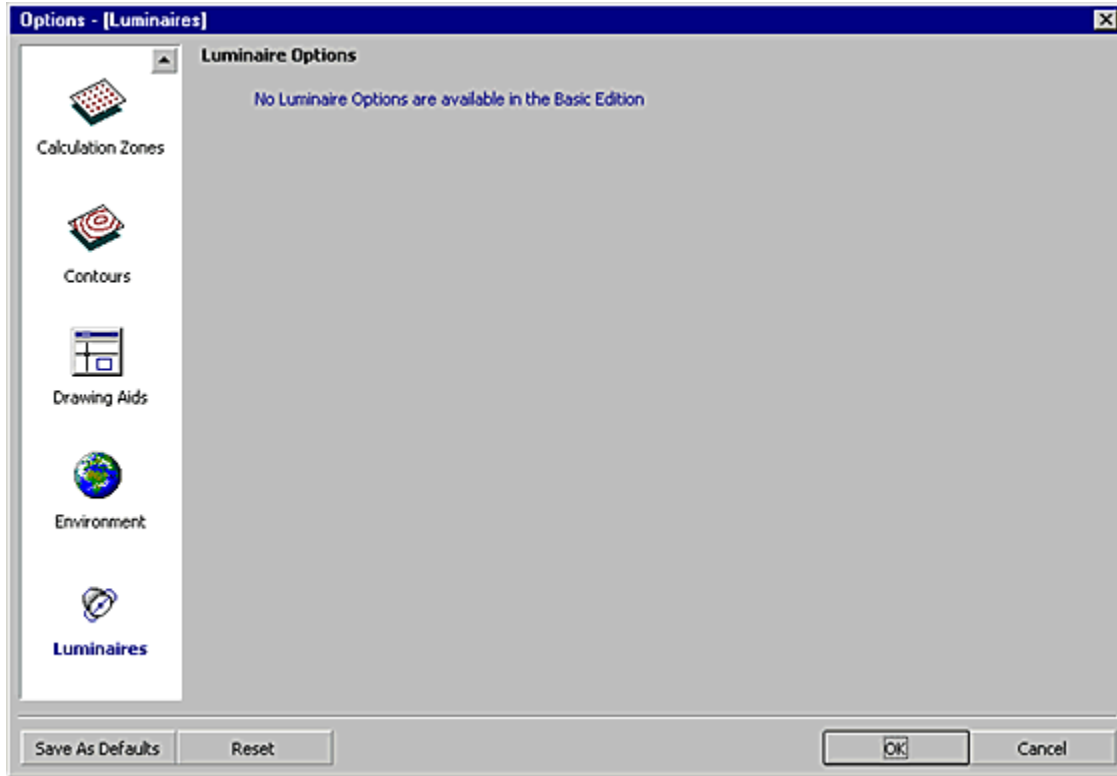 Options - [Luminaires]
Luminaire Options
No Luminaire Options are available in the Basic Edition
Calculation Zones
Contours
Drawing Aids
Environment
Luminaires
Save As Defaults
Reset
OK
Cancel